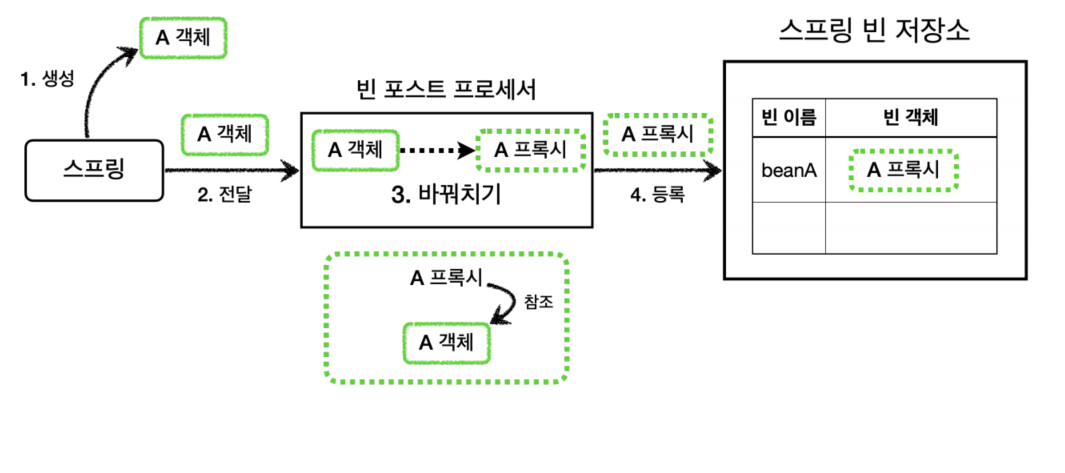 A 객체
1. 생성
스프링
A 객체
2. 전달
빈 포스트 프로세서
A 객체
A 프록시
3. 바꿔치기
A 프록시
4. 등록
A 프록시
참조
A 객체
스프링 빈 저장소
빈 이름 빈 객체
beanA A 프록시